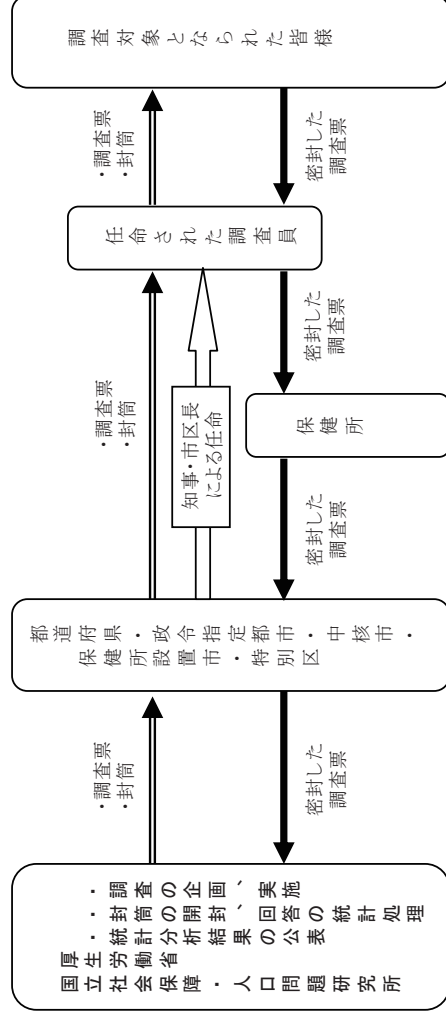 ・調査の企画、実施
・封筒の開封、回答の統計処理
・統計分析結果の公表
厚生労働省
国立社会保障・人口問題研究所
・調査票
・封筒
密封した
調査票
都道府県・政令指定都市・中核市・
保健所設置市・特別区
・調査票
・封筒
知事・市区長
による任命
密封した
調査票
保健所
密封した
調査票
任命された調査員
・調査票
・封筒
密封した
調査票
調査対象となられた皆様